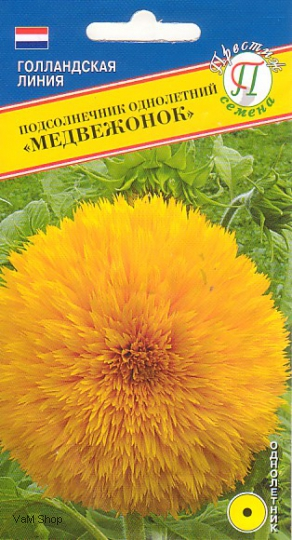 ГОЛЛАНДСКАЯ
ЛИНИЯ
Престиж
П
семена
ПОДСОЛНЕЧНИК ОДНОЛЕТНИЙ
«МЕДВЕЖОНОК»
ОДНОЛЕТНИК
VaM Shop